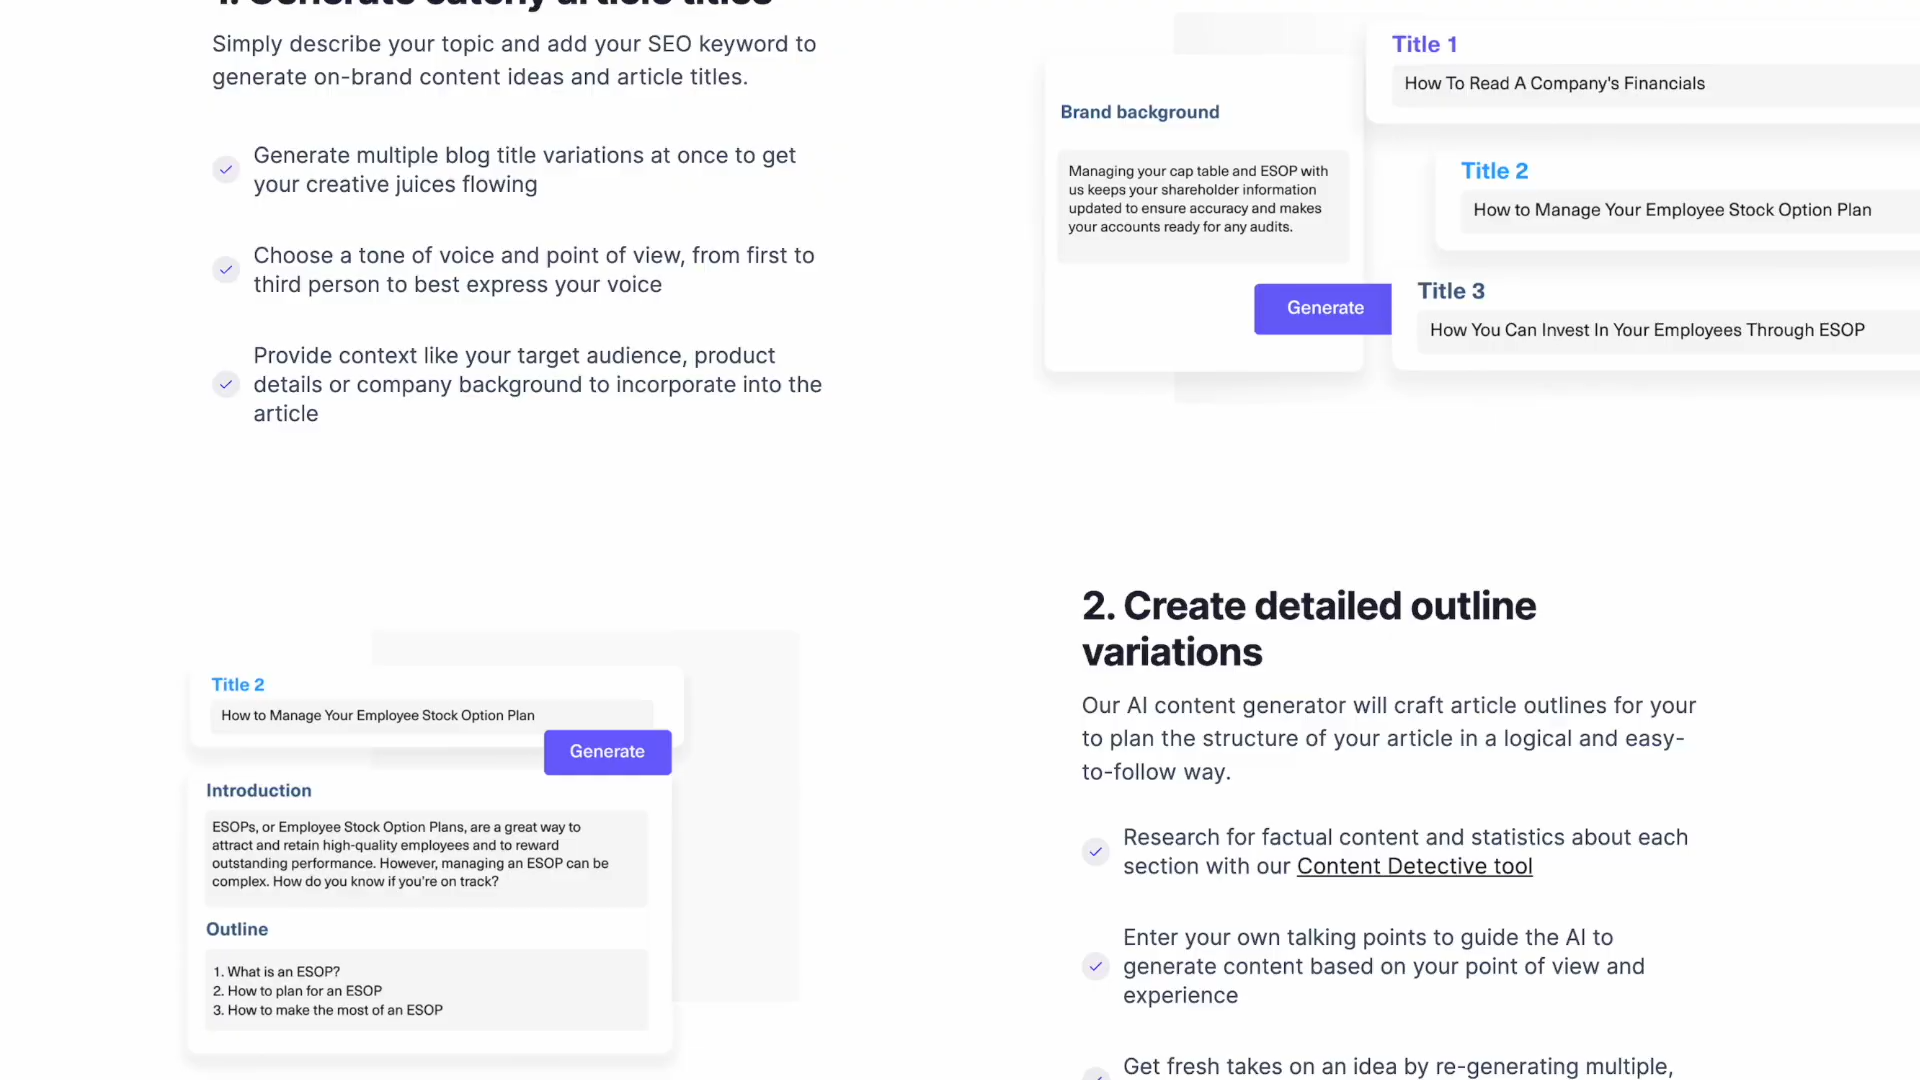 1. Generate catchy article titles
Simply describe your topic and add your SEO keyword to
generate on-brand content ideas and article titles.
Generate multiple blog title variations at once to get
your creative juices flowing
Choose a tone of voice and point of view, from first to
third person to best express your voice
Provide context like your target audience, product
details or company background to incorporate into the
article
Brand background
Managing your cap table and ESOP with
us keeps your shareholder information
updated to ensure accuracy and makes
your accounts ready for any audits.
Generate
Title 1
How To Read A Company's Financials
Title 2
How to Manage Your Employee Stock Option Plan
Title 3
How You Can Invest In Your Employees Through ESOP
Title 2
How to Manage Your Employee Stock Option Plan
Generate
Introduction
ESOPs, or Employee Stock Option Plans, are a great way to
attract and retain high-quality employees and to reward
outstanding performance. However, managing an ESOP can be
complex. How do you know if you're on track?
Outline
1. What is an ESOP?
2. How to plan for an ESOP
3. How to make the most of an ESOP
2. Create detailed outline
variations
Our AI content generator will craft article outlines for your
to plan the structure of your article in a logical and easy-
to-follow way.
Research for factual content and statistics about each
section with our Content Detective tool
Enter your own talking points to guide the AI to
generate content based on your point of view and
experience
Get fresh takes on an idea by re-generating multiple,